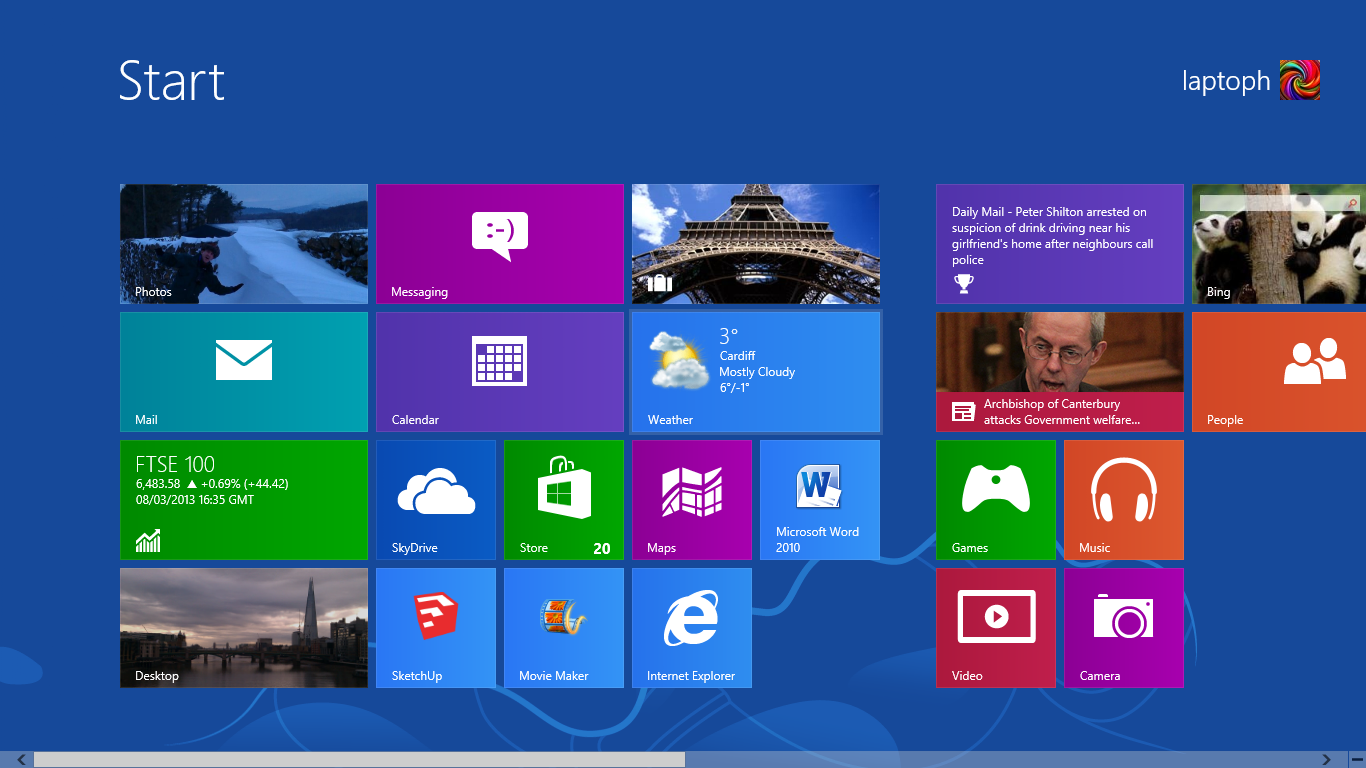 Start
laptoph
Photos
Messaging
:-)
Daily Mail - Peter Shilton arrested on
suspicion of drink driving near his
girlfriend's home after neighbours call
police
Bing
Mail
Calendar
3°
Cardiff
Mostly Cloudy
6°/-1°
Weather
Archbishop of Canterbury
attacks Government welfare...
People
FTSE 100
6,483.58 ▲ +0.69% (+44.42)
08/03/2013 16:35 GMT
SkyDrive
Store 20
Maps
W
Microsoft Word
2010
Games
Music
Desktop
SketchUp
Movie Maker
Internet Explorer
Video
Camera